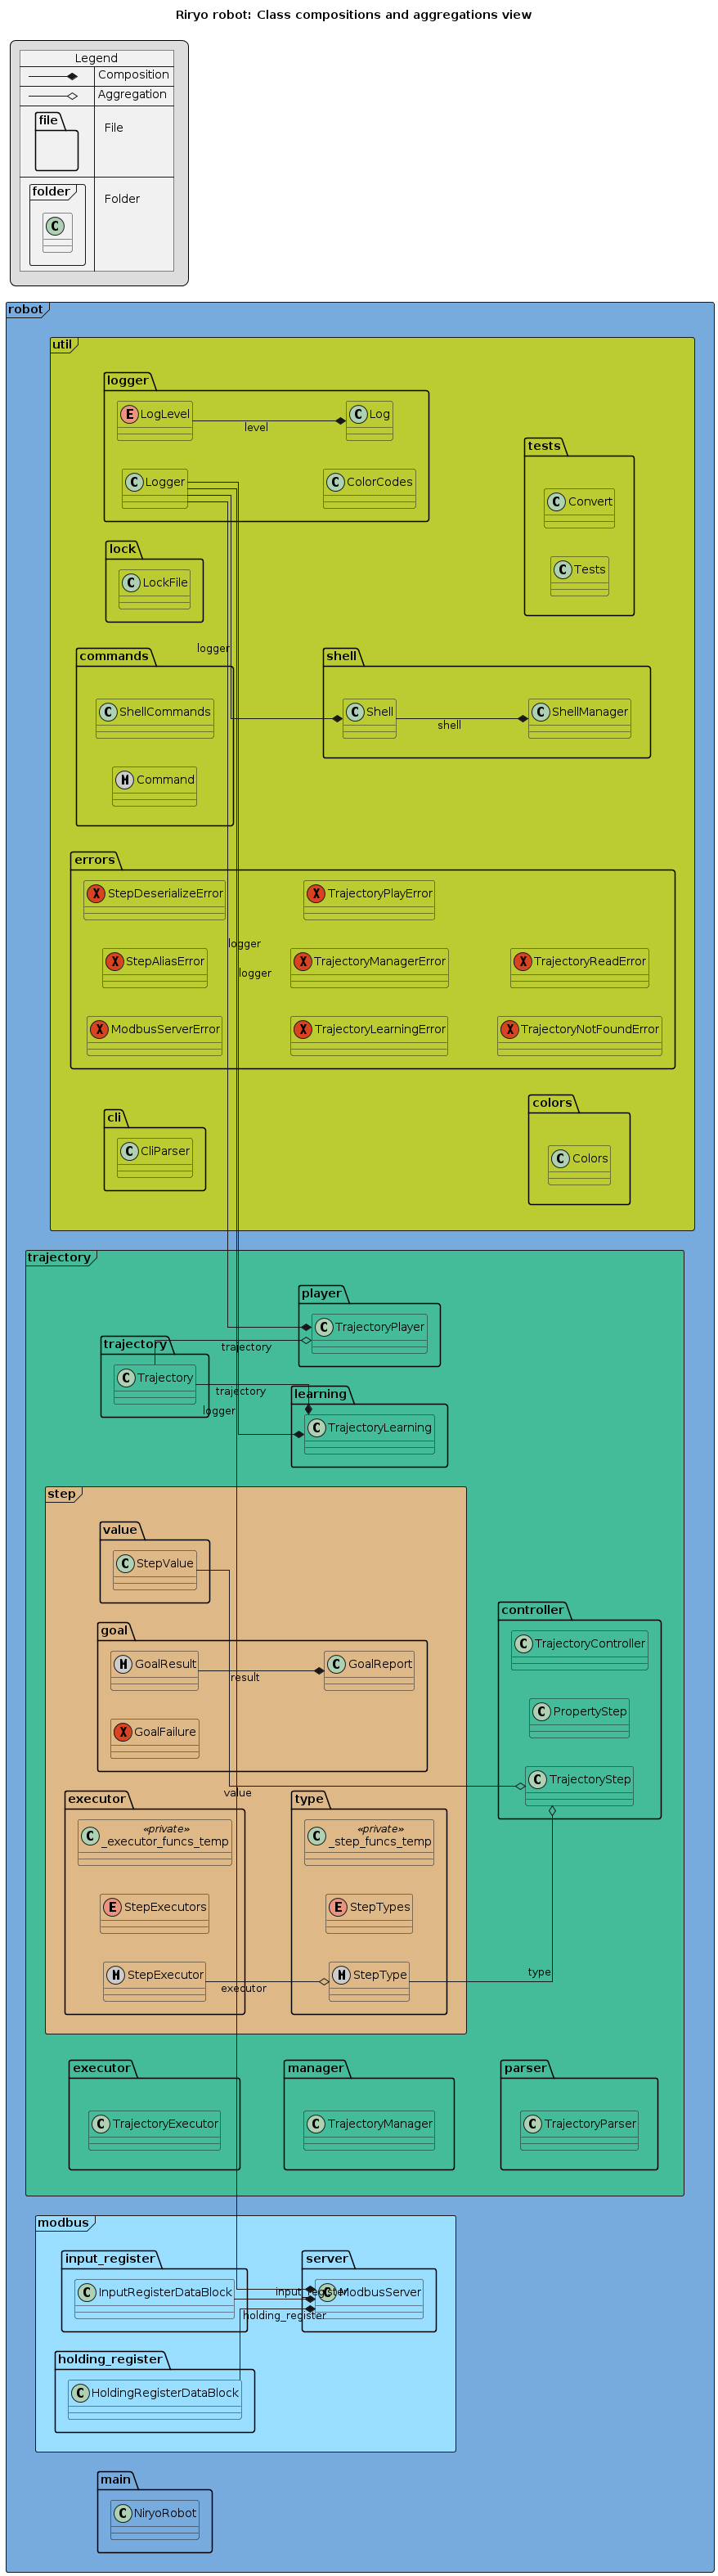 Riryo robot: Class compositions and aggregations view
Legend
Composition
Aggregation
file
File
folder
Folder
C
robot
util
logger
E LogLevel
C Log
level
C Logger
C ColorCodes
tests
C Convert
C Tests
lock
C LockFile
logger
commands
C ShellCommands
H Command
shell
C Shell
C ShellManager
shell
errors
X StepDeserializeError
X TrajectoryPlayError
logger
X StepAliasError
X TrajectoryManagerError
X TrajectoryReadError
logger
X ModbusServerError
X TrajectoryLearningError
X TrajectoryNotFoundError
cli
C CliParser
colors
C Colors
trajectory
player
C TrajectoryPlayer
trajectory
trajectory
C Trajectory
trajectory
learning
logger
C TrajectoryLearning
step
value
C StepValue
goal
H GoalResult
C GoalReport
result
X GoalFailure
controller
C TrajectoryController
C PropertyStep
C TrajectoryStep
value
executor
C «private»
_executor_funcs_temp
E StepExecutors
H StepExecutor
executor
type
C «private»
_step_funcs_temp
E StepTypes
H StepType
type
executor
C TrajectoryExecutor
manager
C TrajectoryManager
parser
C TrajectoryParser
modbus
input_register
C InputRegisterDataBlock
server
C ModbusServer
input_register
holding_register
holding_register
C HoldingRegisterDataBlock
main
C NiryoRobot